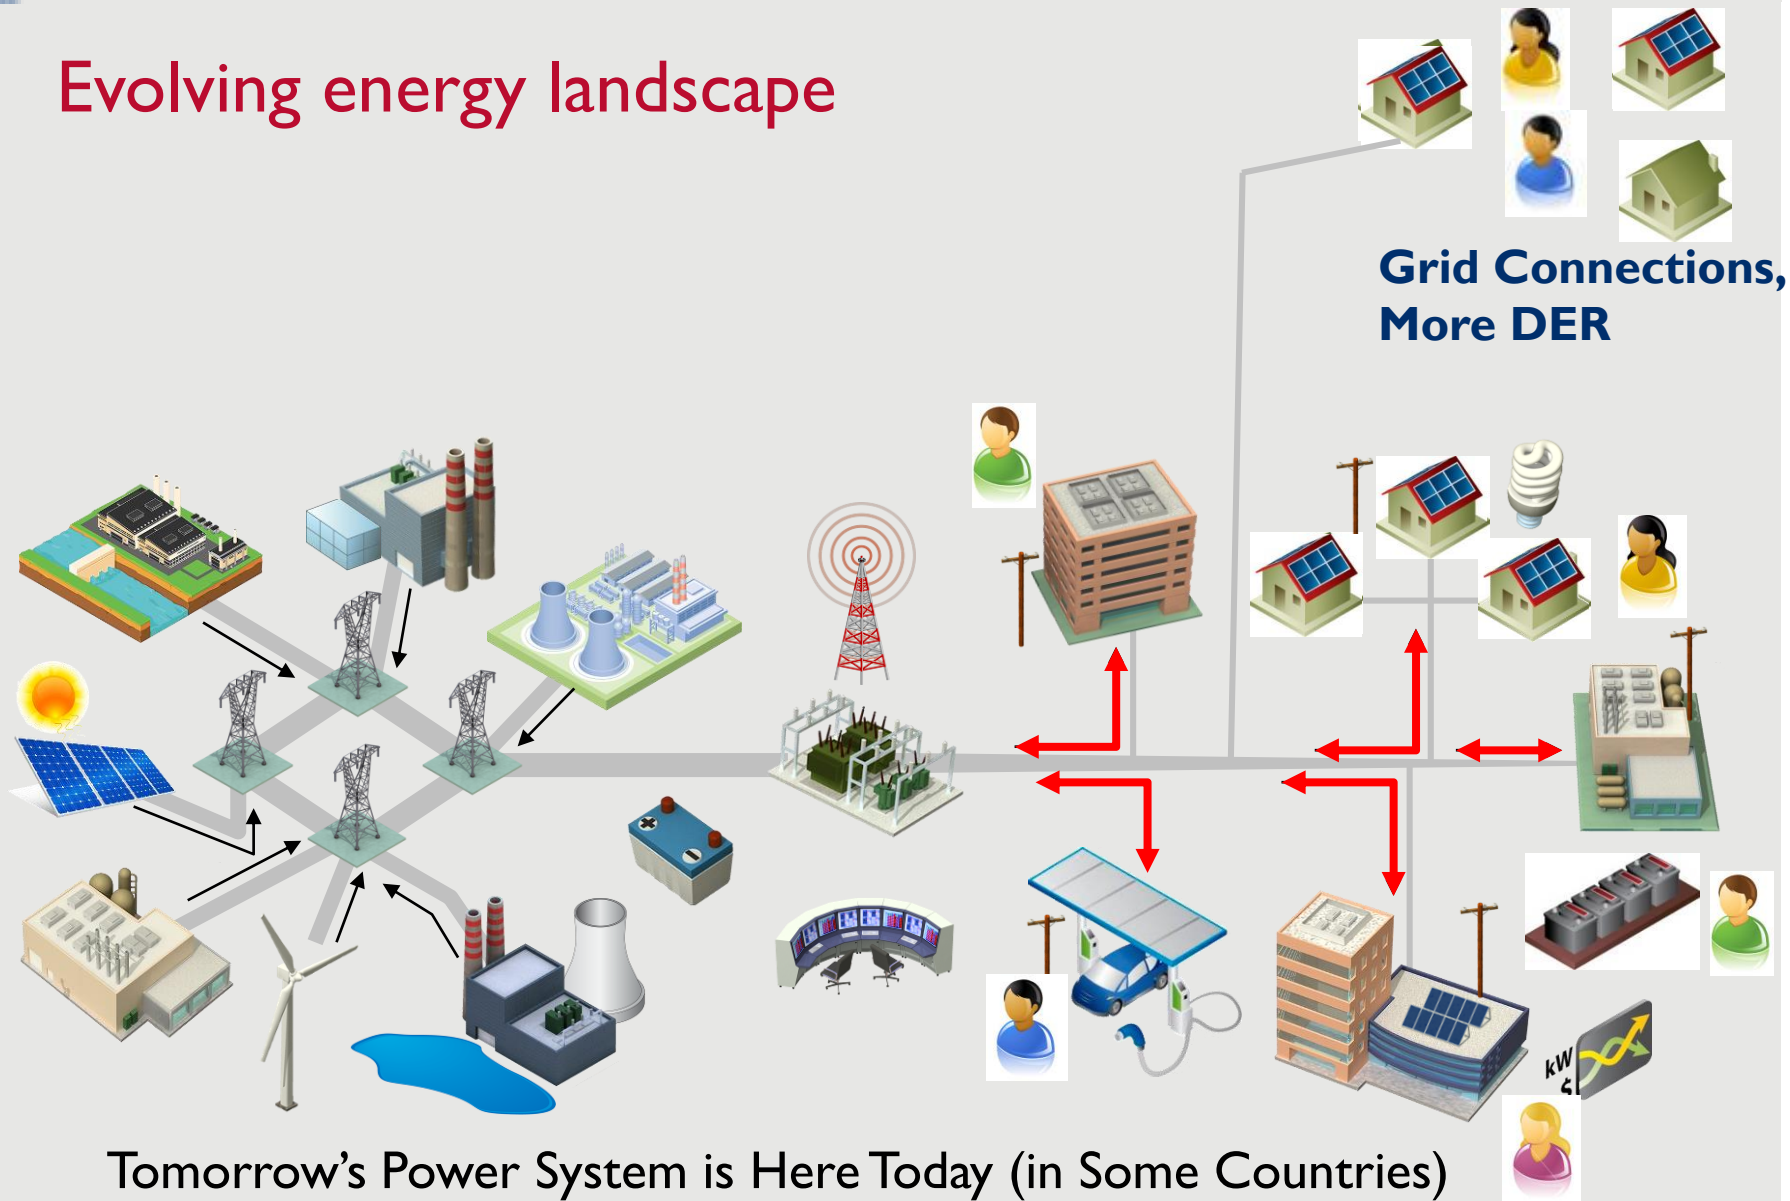 Evolving energy landscape
Grid Connections,
More DER
kW
$
Tomorrow's Power System is Here Today (in Some Countries)